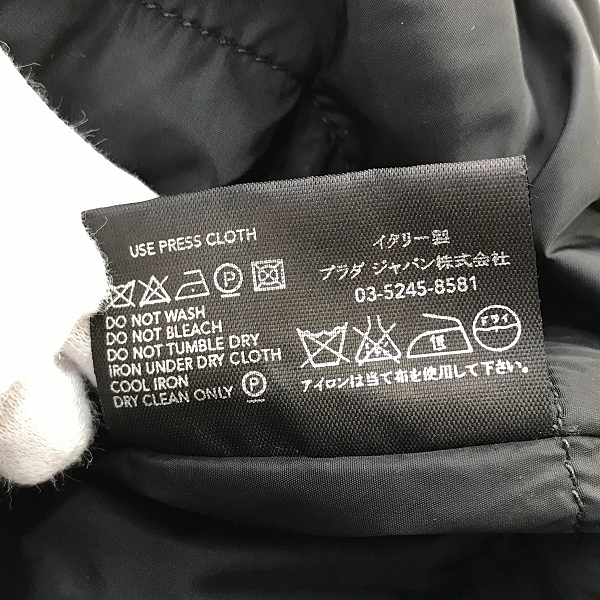 USE PRESS CLOTH
P
DO NOT WASH
DO NOT BLEACH
DO NOT TUMBLE DRY
IRON UNDER DRY CLOTH
COOL IRON
DRY CLEAN ONLY P
イタリー製
プラダ ジャパン株式会社
03-5245-8581
低 ドライ
アイロンは当て布を使用して下さい。